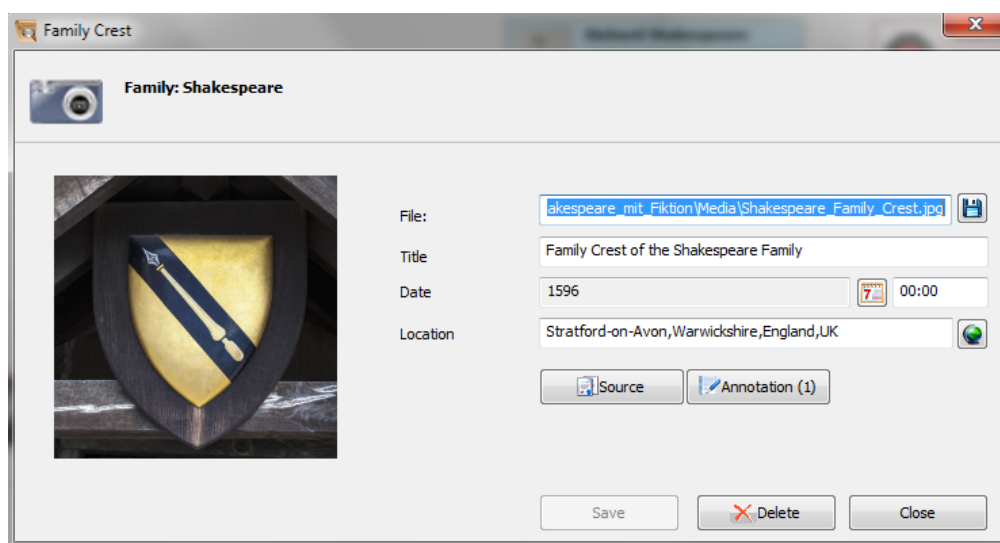 Family Crest
Family: Shakespeare
File:
akespeare_mit_Fiktion\Media\Shakespeare_Family_Crest.jpg
Title
Family Crest of the Shakespeare Family
Date
1596
7
00:00
Location
Stratford-on-Avon,Warwickshire,England,UK
Source
Annotation (1)
Save
Delete
Close